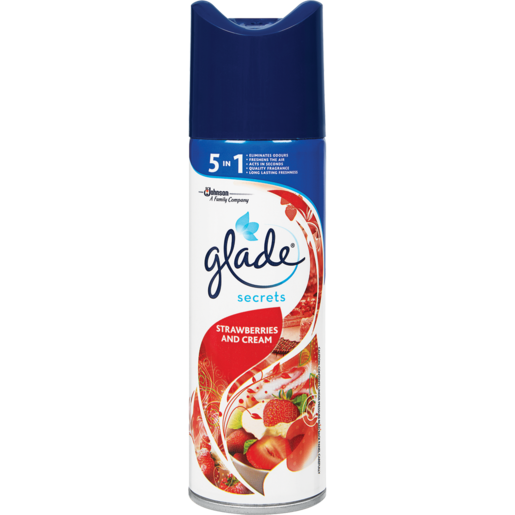 5 IN 1
• ELIMINATES ODOURS
• FRESHENS THE AIR
• ACTS IN SECONDS
• QUALITY FRAGRANCE
• LONG LASTING FRESHNESS
Johnson
A Family Company
glade®
secrets
STRAWBERRIES
AND CREAM